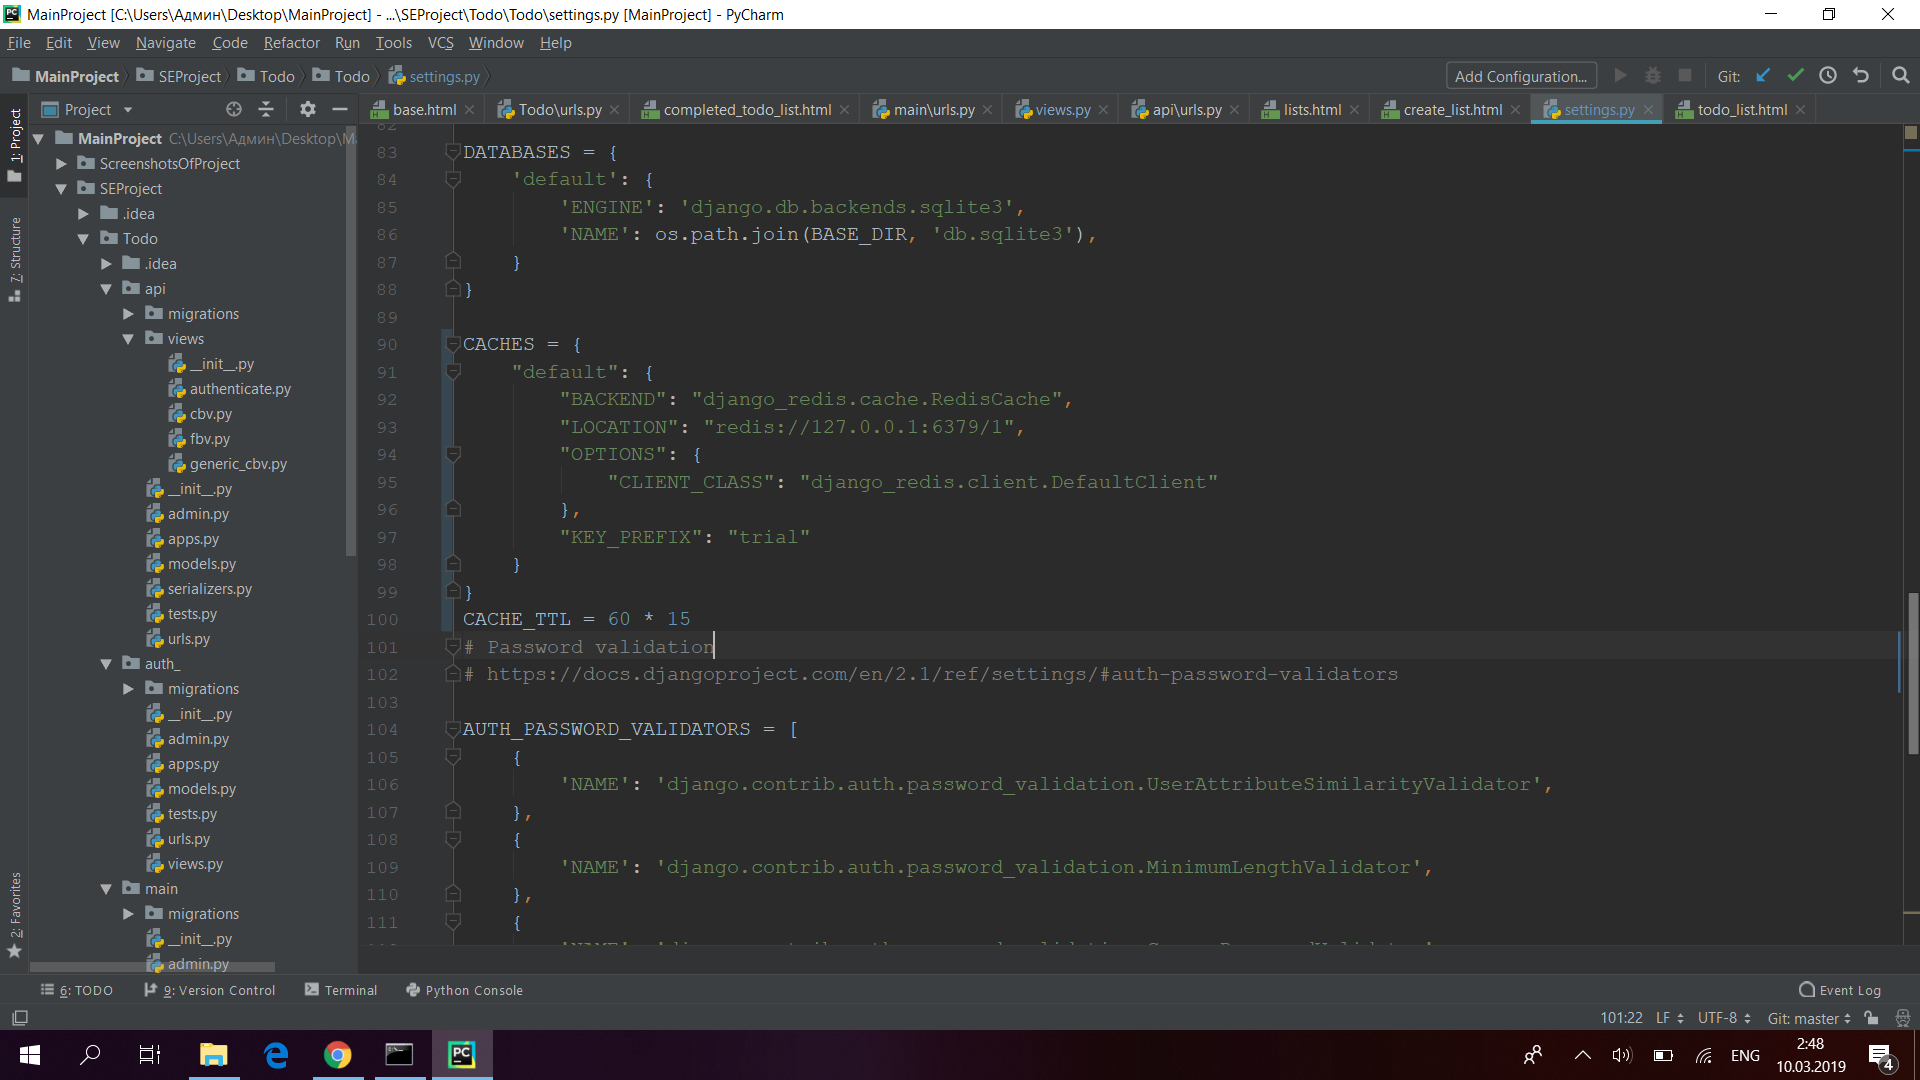 MainProject [C:\Users\Админ\Desktop\MainProject] - ...\SEProject\Todo\Todo\settings.py [MainProject] - PyCharm
File Edit View Navigate Code Refactor Run Tools VCS Window Help
MainProject SEProject Todo Todo settings.py Add Configuration... Git:
Project base.html Todo\urls.py completed_todo_list.html main\urls.py views.py api\urls.py lists.html create_list.html settings.py todo_list.html
1: Project
7: Structure
2: Favorites
MainProject C:\Users\Админ\Desktop\M
ScreenshotsOfProject
SEProject
.idea
Todo
.idea
api
migrations
views
__init__.py
authenticate.py
cbv.py
fbv.py
generic_cbv.py
__init__.py
admin.py
apps.py
models.py
serializers.py
tests.py
urls.py
auth_
migrations
__init__.py
admin.py
apps.py
models.py
tests.py
urls.py
views.py
main
migrations
__init__.py
admin.py
82
83 DATABASES = {
84 'default': {
85 'ENGINE': 'django.db.backends.sqlite3',
86 'NAME': os.path.join(BASE_DIR, 'db.sqlite3'),
87 }
88 }
89
90 CACHES = {
91 "default": {
92 "BACKEND": "django_redis.cache.RedisCache",
93 "LOCATION": "redis://127.0.0.1:6379/1",
94 "OPTIONS": {
95 "CLIENT_CLASS": "django_redis.client.DefaultClient"
96 },
97 "KEY_PREFIX": "trial"
98 }
99 }
100 CACHE_TTL = 60 * 15
101 # Password validation
102 # https://docs.djangoproject.com/en/2.1/ref/settings/#auth-password-validators
103
104 AUTH_PASSWORD_VALIDATORS = [
105 {
106 'NAME': 'django.contrib.auth.password_validation.UserAttributeSimilarityValidator',
107 },
108 {
109 'NAME': 'django.contrib.auth.password_validation.MinimumLengthValidator',
110 },
111 {
6: TODO 9: Version Control Terminal Python Console Event Log
101:22 LF UTF-8 Git: master
ENG 2:48 10.03.2019 4